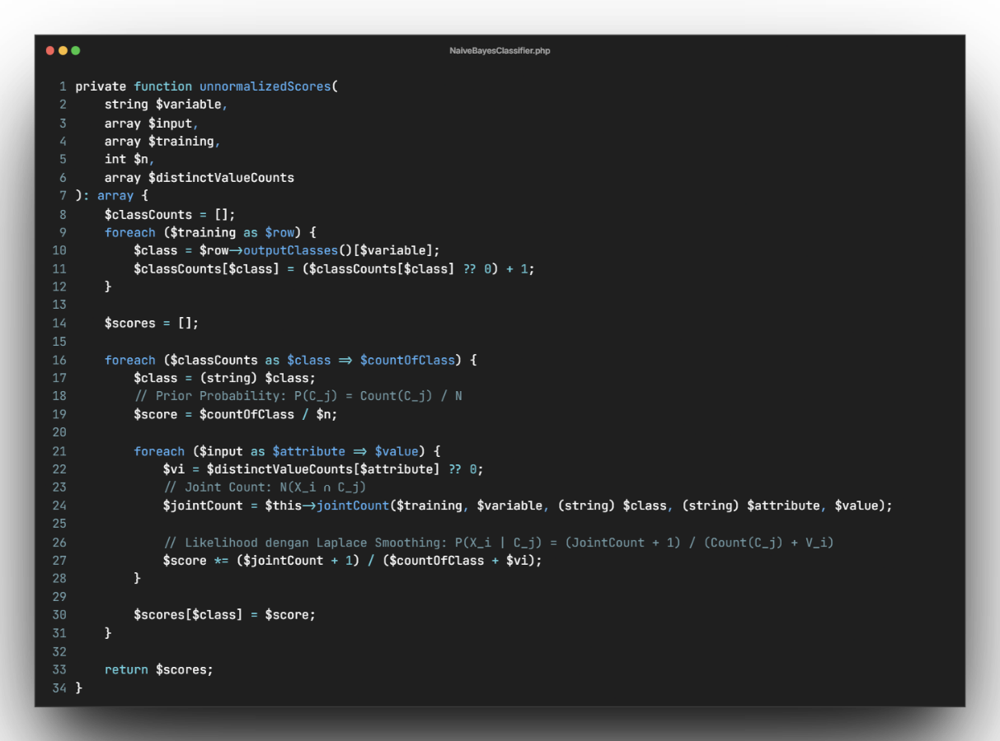 NaiveBayesClassifier.php
1 private function unnormalizedScores(
2     string $variable,
3     array $input,
4     array $training,
5     int $n,
6     array $distinctValueCounts
7 ): array {
8     $classCounts = [];
9     foreach ($training as $row) {
10         $class = $row->outputClasses()[$variable];
11         $classCounts[$class] = ($classCounts[$class] ?? 0) + 1;
12     }
13
14     $scores = [];
15
16     foreach ($classCounts as $class => $countOfClass) {
17         $class = (string) $class;
18         // Prior Probability: P(C_j) = Count(C_j) / N
19         $score = $countOfClass / $n;
20
21         foreach ($input as $attribute => $value) {
22             $vi = $distinctValueCounts[$attribute] ?? 0;
23             // Joint Count: N(X_i ∩ C_j)
24             $jointCount = $this->jointCount($training, $variable, (string) $class, (string) $attribute, $value);
25
26             // Likelihood dengan Laplace Smoothing: P(X_i | C_j) = (JointCount + 1) / (Count(C_j) + V_i)
27             $score *= ($jointCount + 1) / ($countOfClass + $vi);
28         }
29
30         $scores[$class] = $score;
31     }
32
33     return $scores;
34 }